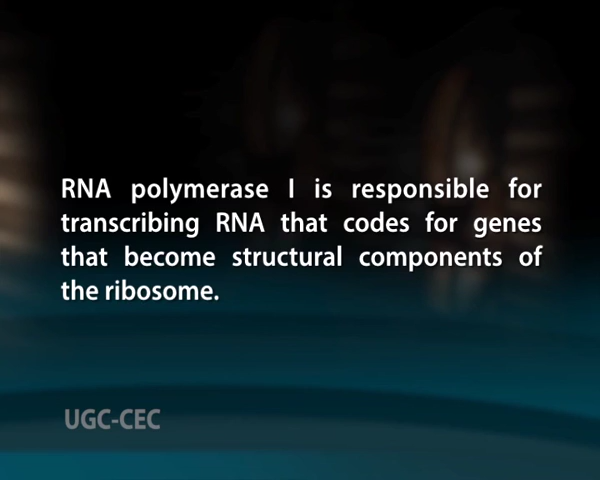 RNA polymerase I is responsible for
transcribing RNA that codes for genes
that become structural components of
the ribosome.
UGC-CEC